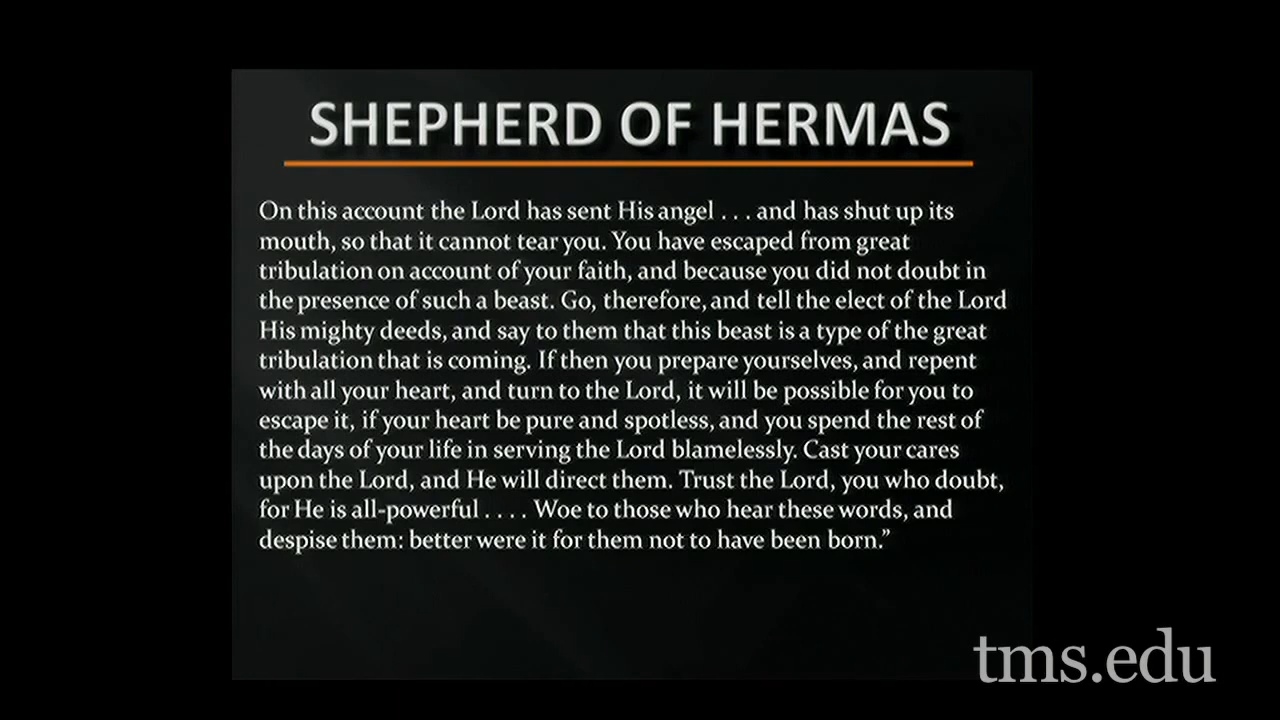 SHEPHERD OF HERMAS
On this account the Lord has sent His angel . . . and has shut up its
mouth, so that it cannot tear you. You have escaped from great
tribulation on account of your faith, and because you did not doubt in
the presence of such a beast. Go, therefore, and tell the elect of the Lord
His mighty deeds, and say to them that this beast is a type of the great
tribulation that is coming. If then you prepare yourselves, and repent
with all your heart, and turn to the Lord, it will be possible for you to
escape it, if your heart be pure and spotless, and you spend the rest of
the days of your life in serving the Lord blamelessly. Cast your cares
upon the Lord, and He will direct them. Trust the Lord, you who doubt,
for He is all-powerful . . . . Woe to those who hear these words, and
despise them: better were it for them not to have been born.”
tms.edu